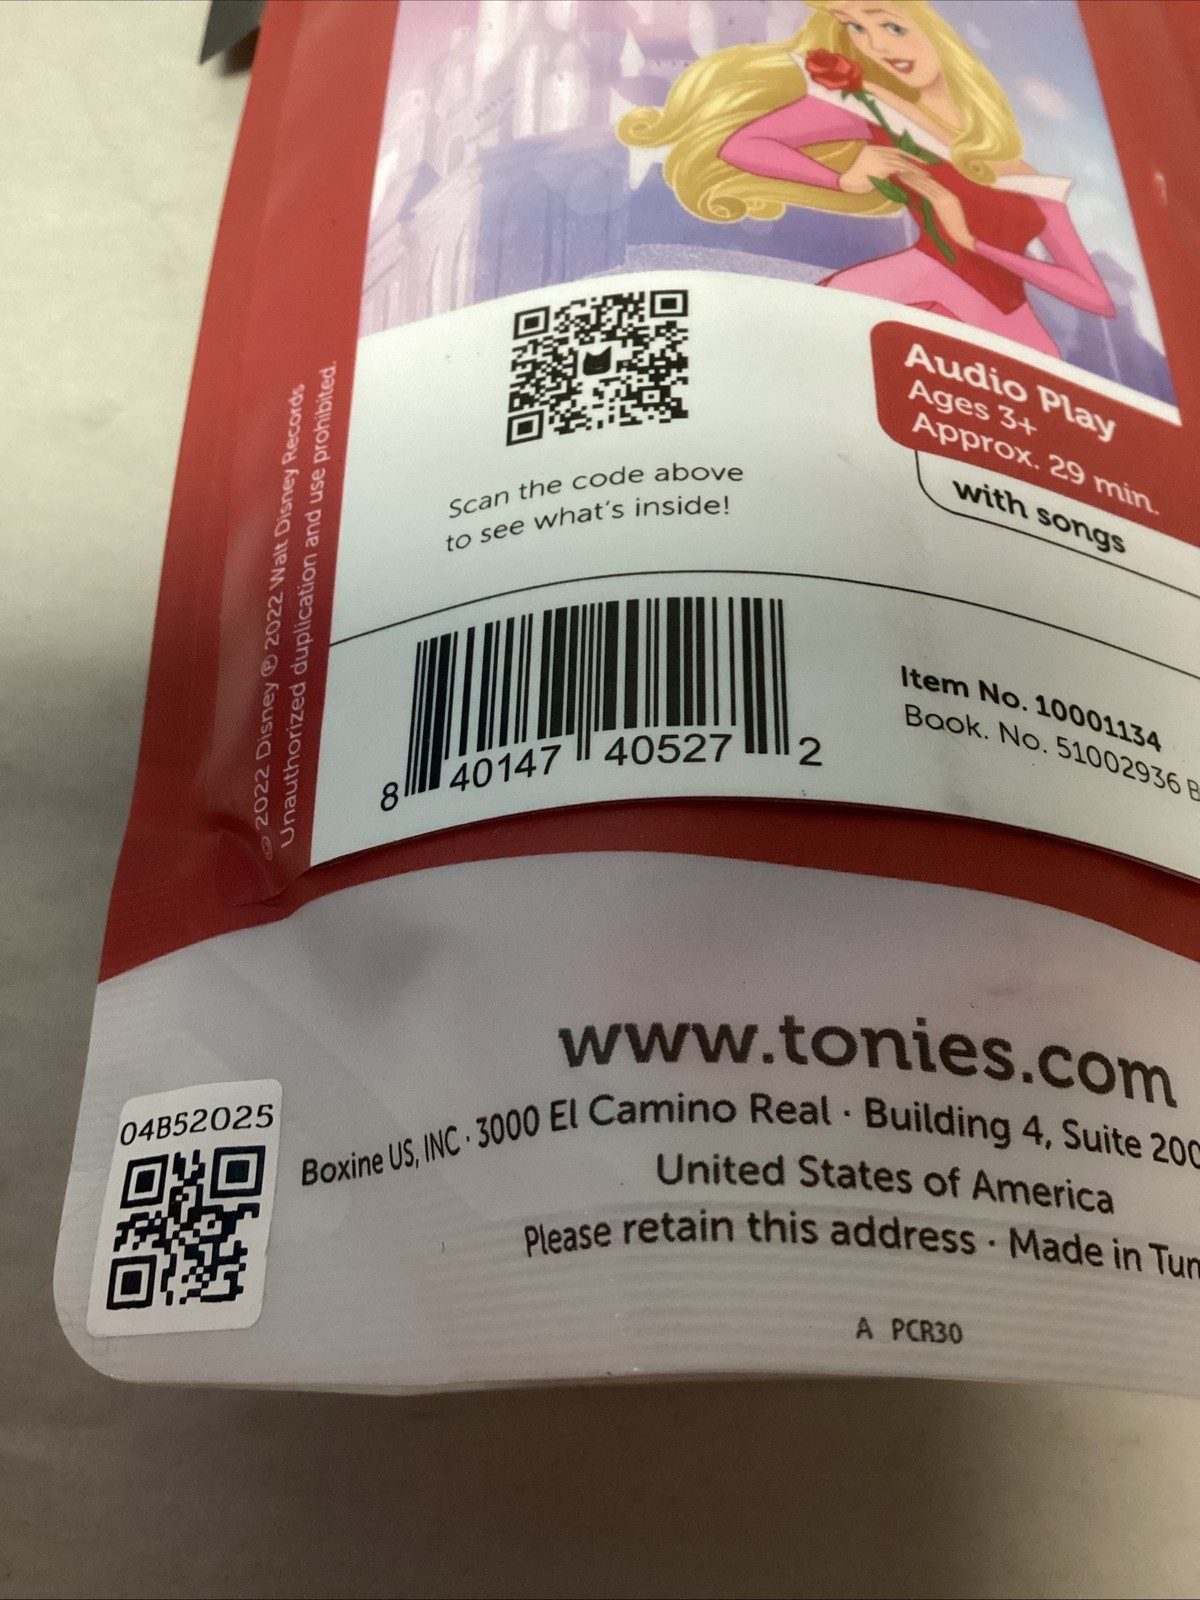 Audio Play
Ages 3+
Approx. 29 min.
with songs
Scan the code above
to see what's inside!
© 2022 Disney ℗ 2022 Walt Disney Records
Unauthorized duplication and use prohibited.
8 40147 40527 2
Item No. 10001134
Book. No. 51002936 B
www.tonies.com
Boxine US, INC · 3000 El Camino Real · Building 4, Suite 200
United States of America
Please retain this address · Made in Tun
04B52025
A PCR30